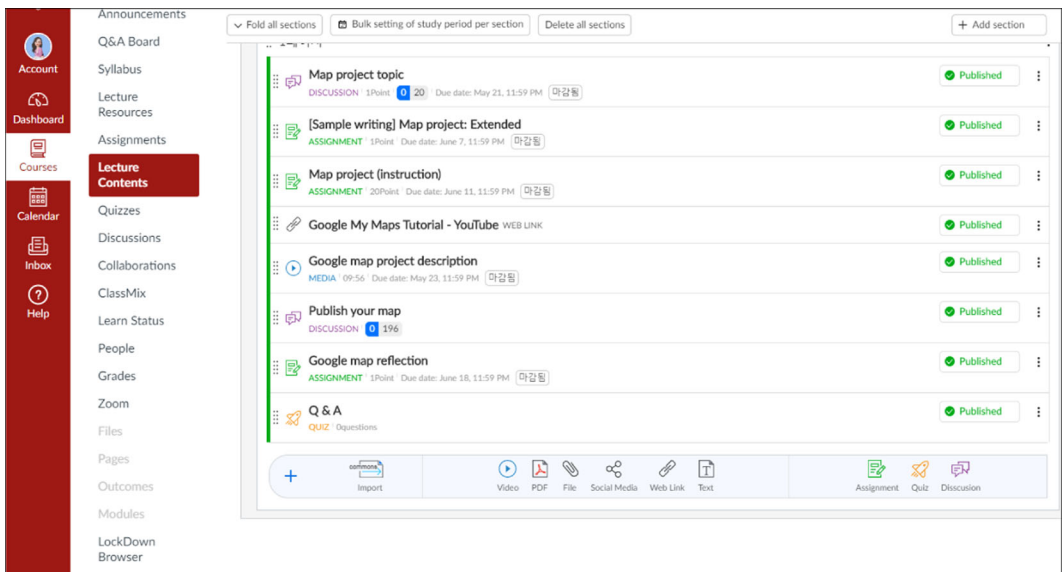 Account
Dashboard
Courses
Calendar
Inbox
Help
Announcements
Q&A Board
Syllabus
Lecture
Resources
Assignments
Lecture
Contents
Quizzes
Discussions
Collaborations
ClassMix
Learn Status
People
Grades
Zoom
Files
Pages
Outcomes
Modules
LockDown
Browser
Fold all sections
Bulk setting of study period per section
Delete all sections
+ Add section
Map project topic
DISCUSSION 1Point 0 20 Due date: May 21, 11:59 PM 마감됨
Published
[Sample writing] Map project: Extended
ASSIGNMENT 1Point Due date: June 7, 11:59 PM 마감됨
Published
Map project (instruction)
ASSIGNMENT 20Point Due date: June 11, 11:59 PM 마감됨
Published
Google My Maps Tutorial - YouTube WEB LINK
Published
Google map project description
MEDIA 09:56 Due date: May 23, 11:59 PM 마감됨
Published
Publish your map
DISCUSSION 0 196
Published
Google map reflection
ASSIGNMENT 1Point Due date: June 18, 11:59 PM 마감됨
Published
Q & A
QUIZ 0questions
Published
+
commons
Import
Video PDF File Social Media Web Link Text
Assignment Quiz Disscusion